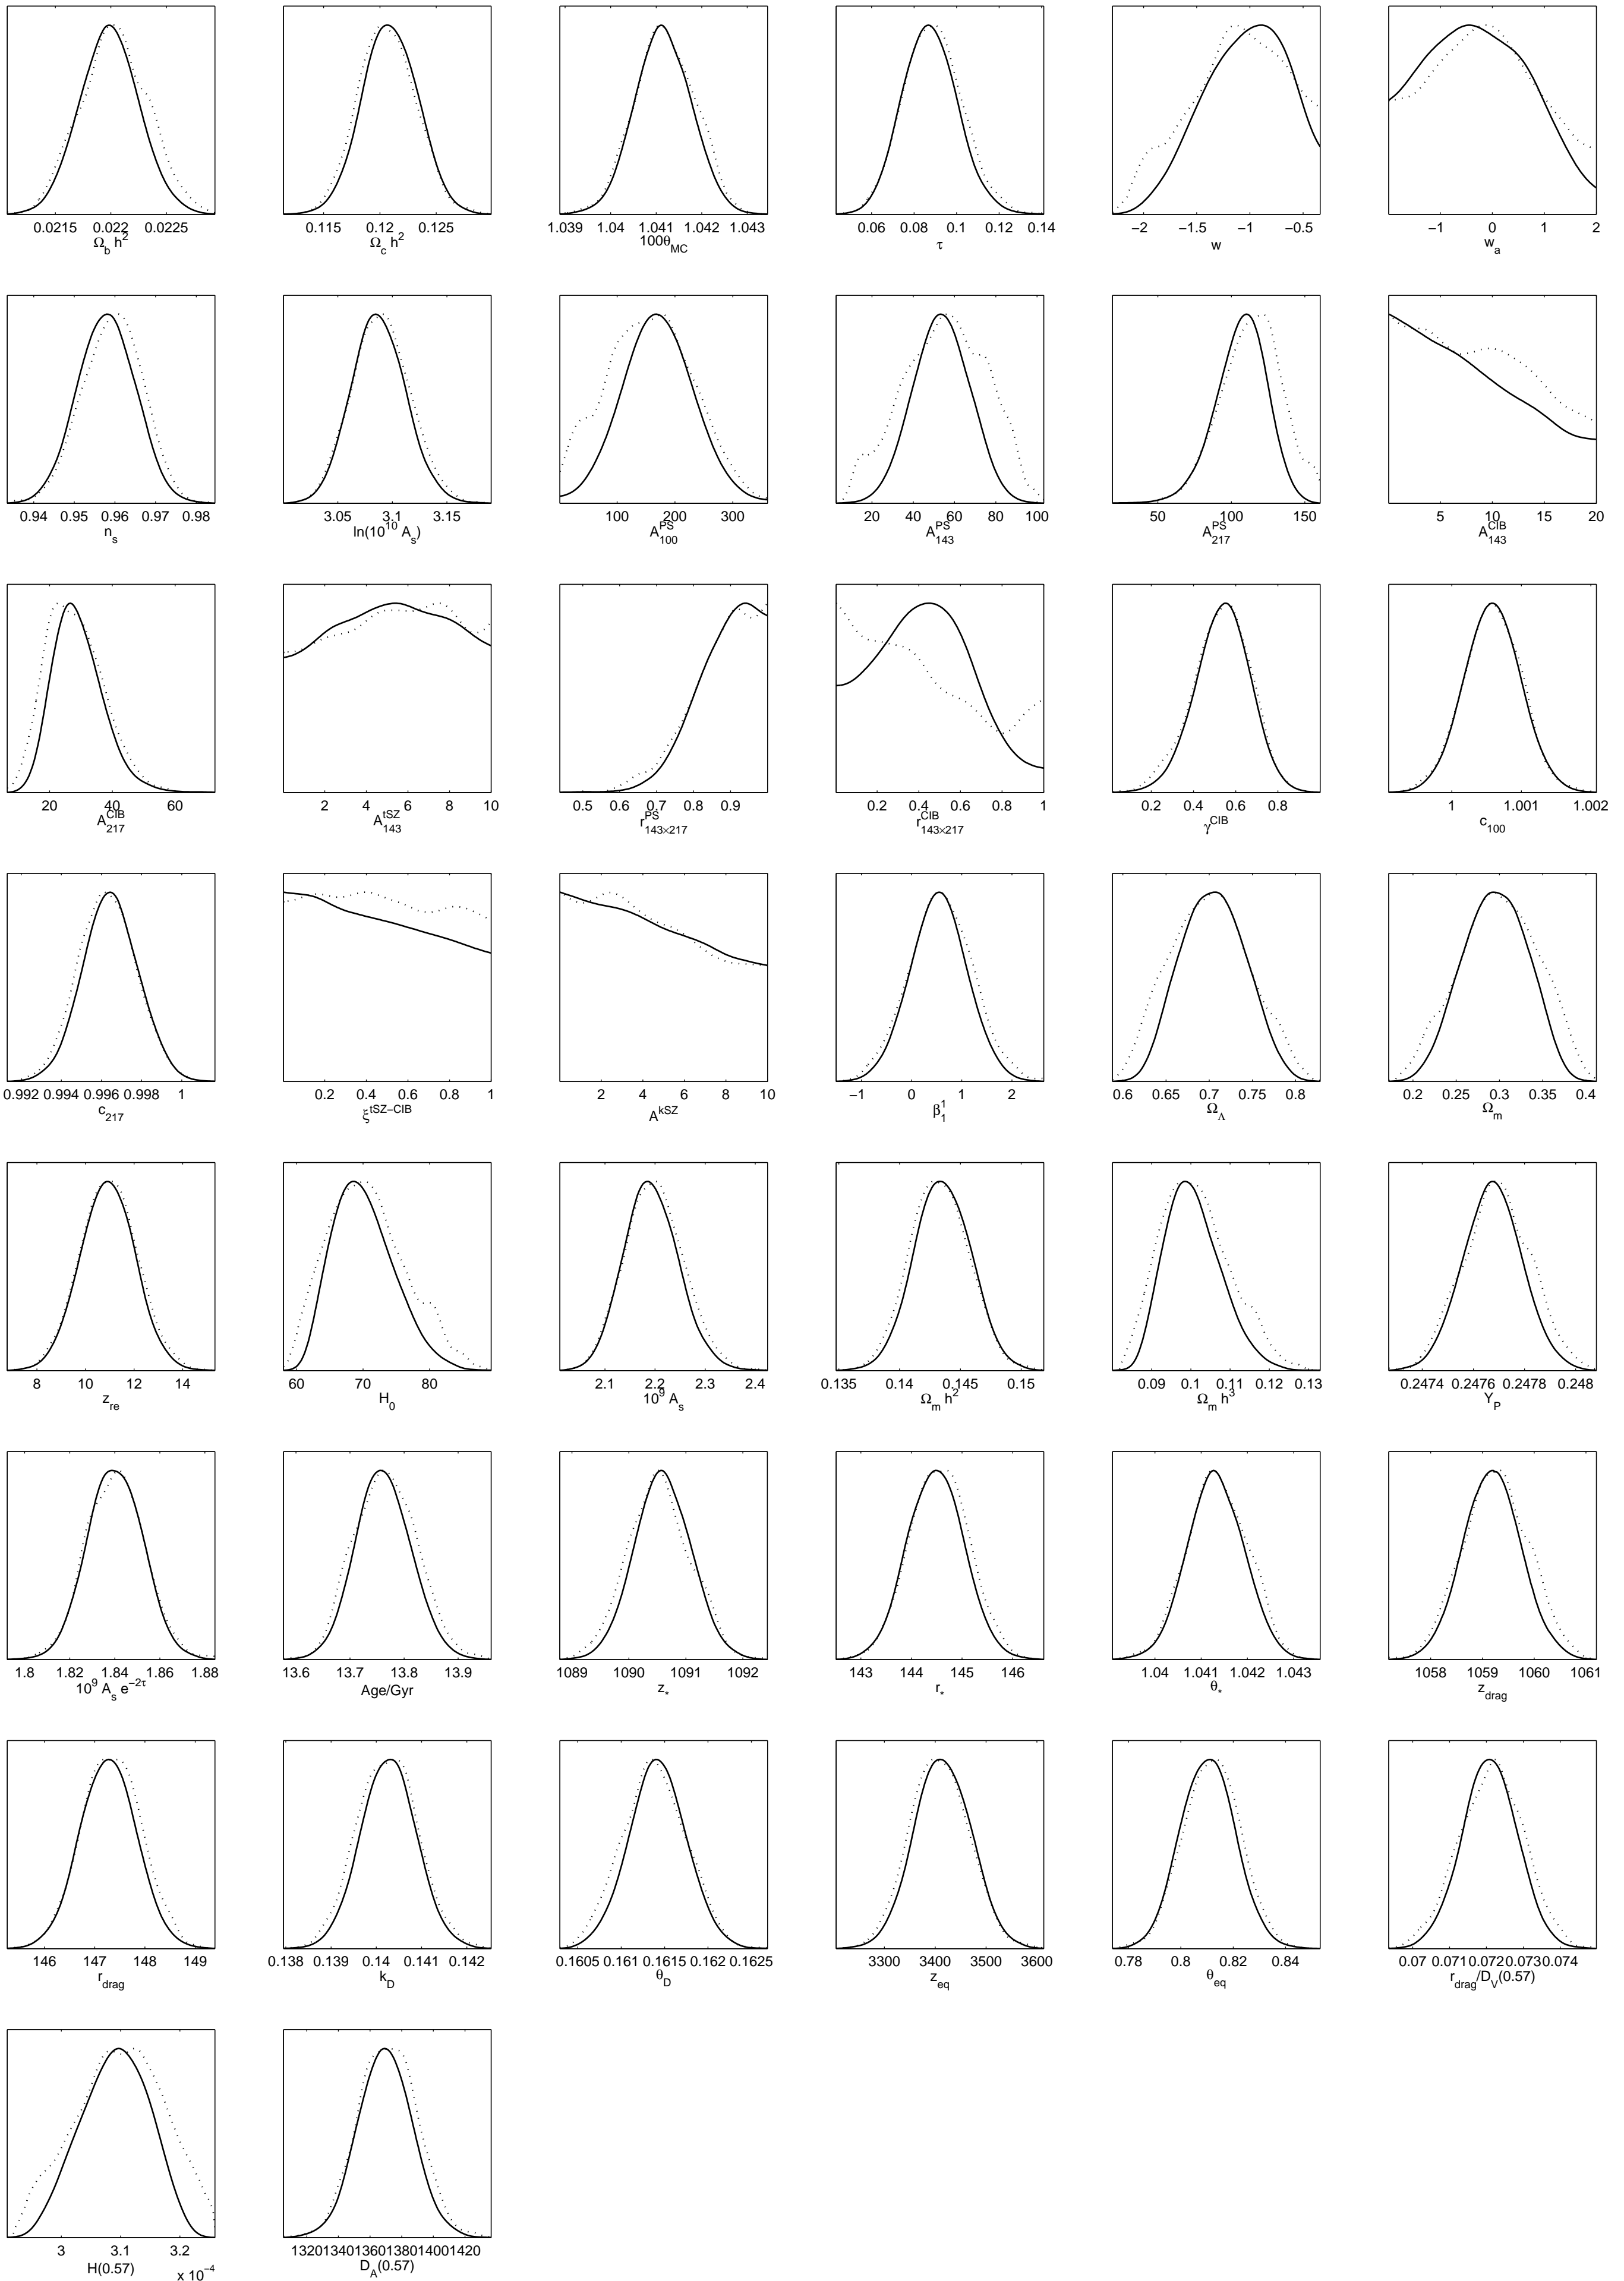 0.0215 0.022 0.0225
Ω_b h²
0.115 0.12 0.125
Ω_c h²
1.039 1.04 1.041 1.042 1.043
100θ_MC
0.06 0.08 0.1 0.12 0.14
τ
−2 −1.5 −1 −0.5
w
−1 0 1 2
w_a
0.94 0.95 0.96 0.97 0.98
n_s
3.05 3.1 3.15
ln(10¹⁰ A_s)
100 200 300
A^PS_100
20 40 60 80 100
A^PS_143
50 100 150
A^PS_217
5 10 15 20
A^CIB_143
20 40 60
A^CIB_217
2 4 6 8 10
A^tSZ_143
0.5 0.6 0.7 0.8 0.9
r^PS_143×217
0.2 0.4 0.6 0.8 1
r^CIB_143×217
0.2 0.4 0.6 0.8
γ^CIB
1 1.001 1.002
c_100
0.992 0.994 0.996 0.998 1
c_217
0.2 0.4 0.6 0.8 1
ξ^tSZ−CIB
2 4 6 8 10
A^kSZ
−1 0 1 2
β^1_1
0.6 0.65 0.7 0.75 0.8
Ω_Λ
0.2 0.25 0.3 0.35 0.4
Ω_m
8 10 12 14
z_re
60 70 80
H_0
2.1 2.2 2.3 2.4
10⁹ A_s
0.135 0.14 0.145 0.15
Ω_m h²
0.09 0.1 0.11 0.12 0.13
Ω_m h³
0.2474 0.2476 0.2478 0.248
Y_P
1.8 1.82 1.84 1.86 1.88
10⁹ A_s e^−2τ
13.6 13.7 13.8 13.9
Age/Gyr
1089 1090 1091 1092
z_*
143 144 145 146
r_*
1.04 1.041 1.042 1.043
θ_*
1058 1059 1060 1061
z_drag
146 147 148 149
r_drag
0.138 0.139 0.14 0.141 0.142
k_D
0.1605 0.161 0.1615 0.162 0.1625
θ_D
3300 3400 3500 3600
z_eq
0.78 0.8 0.82 0.84
θ_eq
0.07 0.071 0.072 0.073 0.074
r_drag/D_V(0.57)
3 3.1 3.2
H(0.57)
x 10⁻⁴
1320 1340 1360 1380 1400 1420
D_A(0.57)